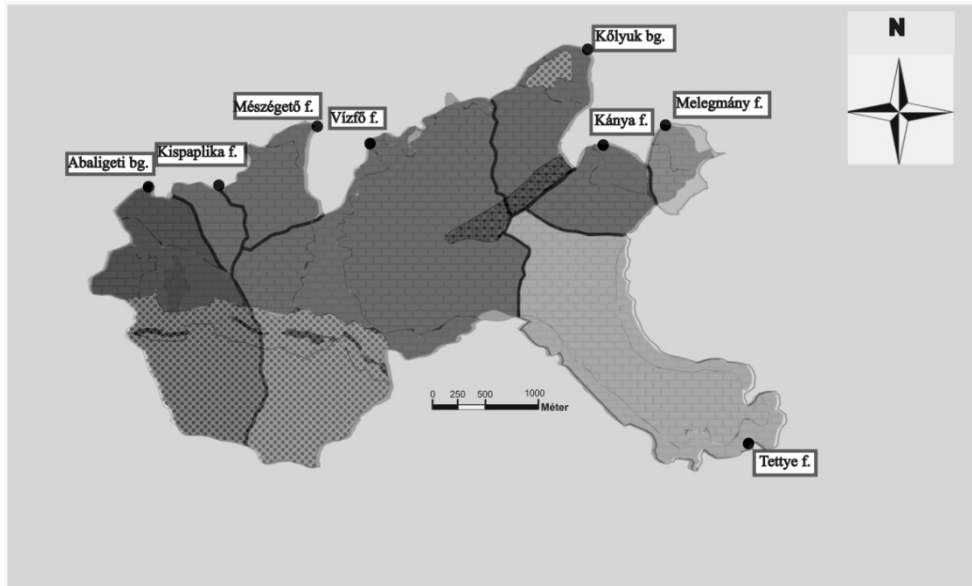 N
Kőlyuk bg.
Mészégető f.
Vízfő f.
Melegmány f.
Kánya f.
Kispaplika f.
Abaligeti bg.
0 250 500 1000
Méter
Tettye f.